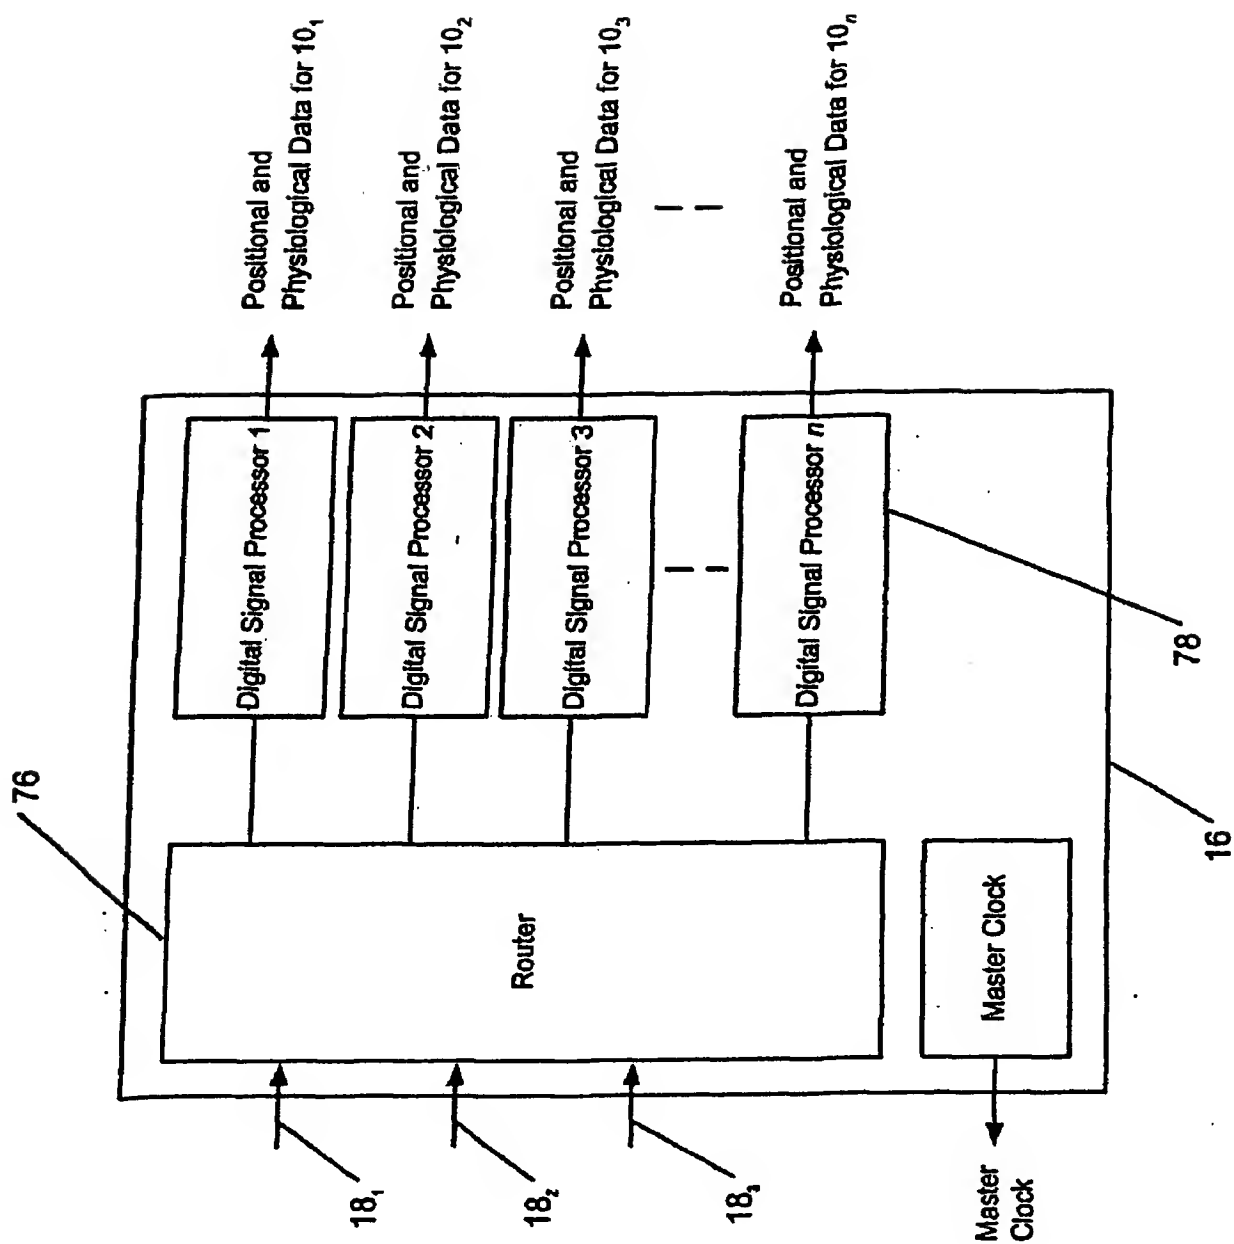 76
Positional and
Physiological Data for 10₁
Digital Signal Processor 1
Positional and
Physiological Data for 10₂
Digital Signal Processor 2
Positional and
Physiological Data for 10₃
Digital Signal Processor 3
Positional and
Physiological Data for 10ₙ
Digital Signal Processor n
Router
18₁
18₂
18₃
Master Clock
Master
Clock
78
16